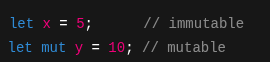 let x = 5;      // immutable
let mut y = 10; // mutable